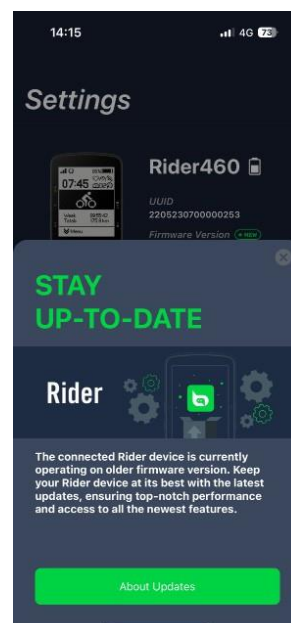 14:15 4G 73
Settings
Rider460
07:45
UUID
2205230700000253
Menu
Firmware Version • NEW
STAY
UP-TO-DATE
Rider
The connected Rider device is currently
operating on older firmware version. Keep
your Rider device at its best with the latest
updates, ensuring top-notch performance
and access to all the newest features.
About Updates